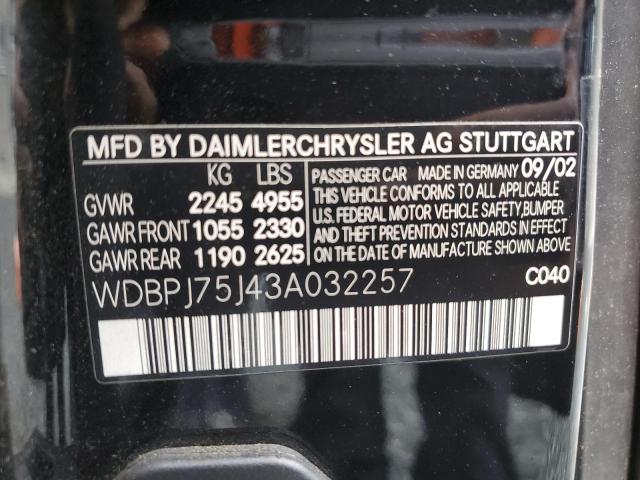 MFD BY DAIMLERCHRYSLER AG STUTTGART
KG LBS
GVWR 2245 4955
GAWR FRONT 1055 2330
GAWR REAR 1190 2625
PASSENGER CAR MADE IN GERMANY 09/02
THIS VEHICLE CONFORMS TO ALL APPLICABLE
U.S. FEDERAL MOTOR VEHICLE SAFETY,BUMPER
AND THEFT PREVENTION STANDARDS IN EFFECT
ON THE DATE OF MANUFACTURE SHOWN ABOVE
WDBPJ75J43A032257 C040